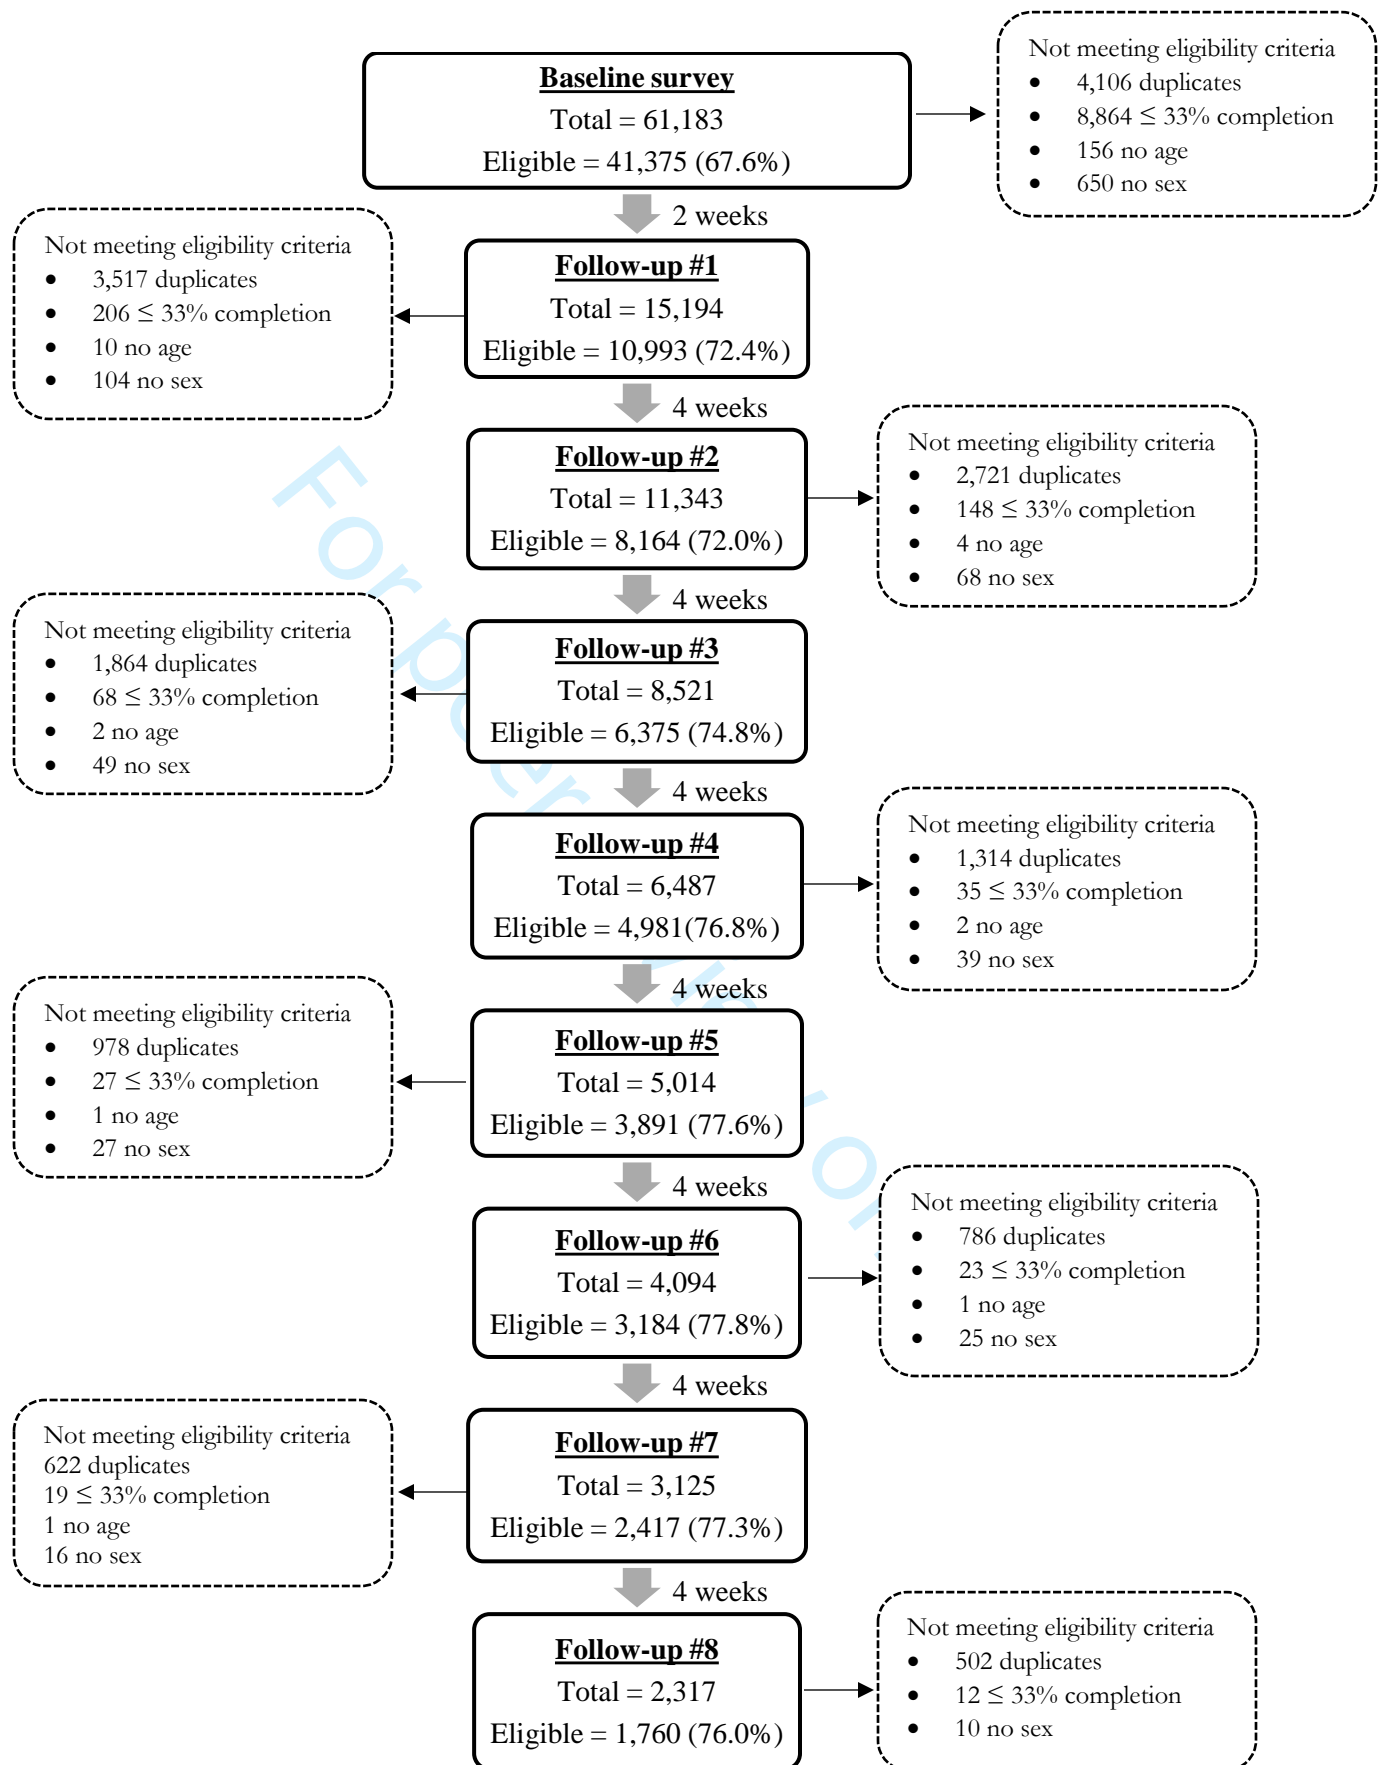 Baseline survey
Total = 61,183
Eligible = 41,375 (67.6%)
Not meeting eligibility criteria
• 4,106 duplicates
• 8,864 ≤ 33% completion
• 156 no age
• 650 no sex
2 weeks
Not meeting eligibility criteria
• 3,517 duplicates
• 206 ≤ 33% completion
• 10 no age
• 104 no sex
Follow-up #1
Total = 15,194
Eligible = 10,993 (72.4%)
4 weeks
Follow-up #2
Total = 11,343
Eligible = 8,164 (72.0%)
Not meeting eligibility criteria
• 2,721 duplicates
• 148 ≤ 33% completion
• 4 no age
• 68 no sex
4 weeks
Not meeting eligibility criteria
• 1,864 duplicates
• 68 ≤ 33% completion
• 2 no age
• 49 no sex
Follow-up #3
Total = 8,521
Eligible = 6,375 (74.8%)
4 weeks
Follow-up #4
Total = 6,487
Eligible = 4,981(76.8%)
Not meeting eligibility criteria
• 1,314 duplicates
• 35 ≤ 33% completion
• 2 no age
• 39 no sex
4 weeks
Not meeting eligibility criteria
• 978 duplicates
• 27 ≤ 33% completion
• 1 no age
• 27 no sex
Follow-up #5
Total = 5,014
Eligible = 3,891 (77.6%)
4 weeks
Follow-up #6
Total = 4,094
Eligible = 3,184 (77.8%)
Not meeting eligibility criteria
• 786 duplicates
• 23 ≤ 33% completion
• 1 no age
• 25 no sex
4 weeks
Not meeting eligibility criteria
622 duplicates
19 ≤ 33% completion
1 no age
16 no sex
Follow-up #7
Total = 3,125
Eligible = 2,417 (77.3%)
4 weeks
Follow-up #8
Total = 2,317
Eligible = 1,760 (76.0%)
Not meeting eligibility criteria
• 502 duplicates
• 12 ≤ 33% completion
• 10 no sex
For